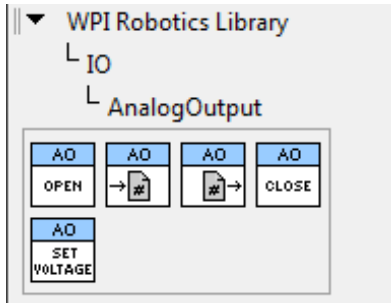 WPI Robotics Library
IO
AnalogOutput
AO AO AO AO
OPEN # # CLOSE
AO
SET
VOLTAGE